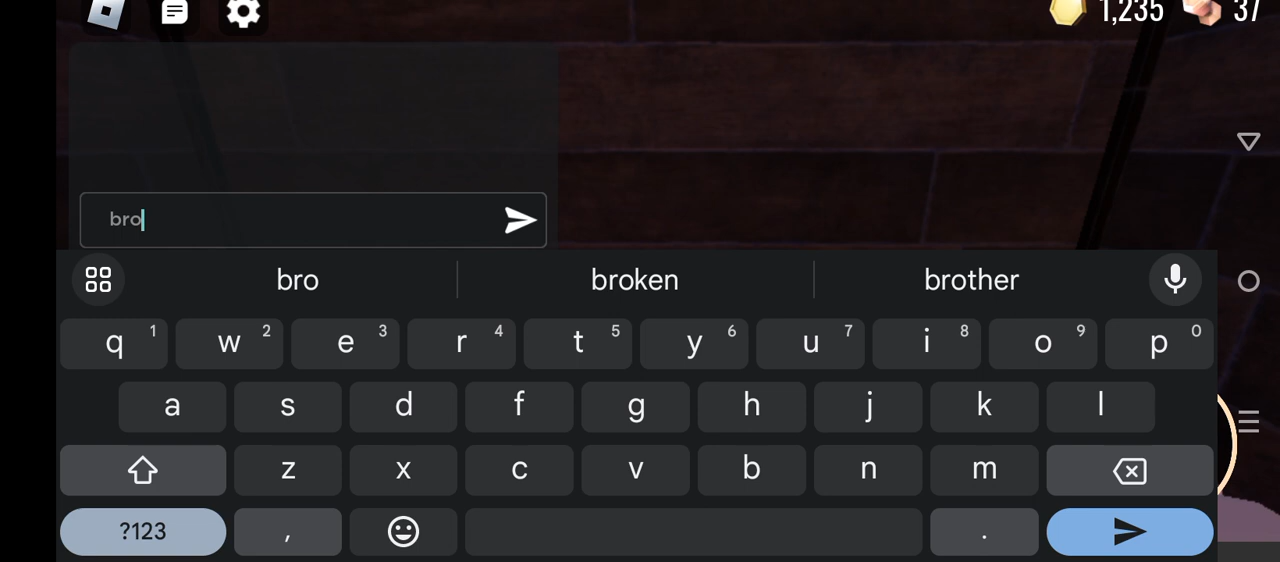 1,235 37
bro
bro broken brother
q 1 w 2 e 3 r 4 t 5 y 6 u 7 i 8 o 9 p 0
a s d f g h j k l
z x c v b n m
?123 , .